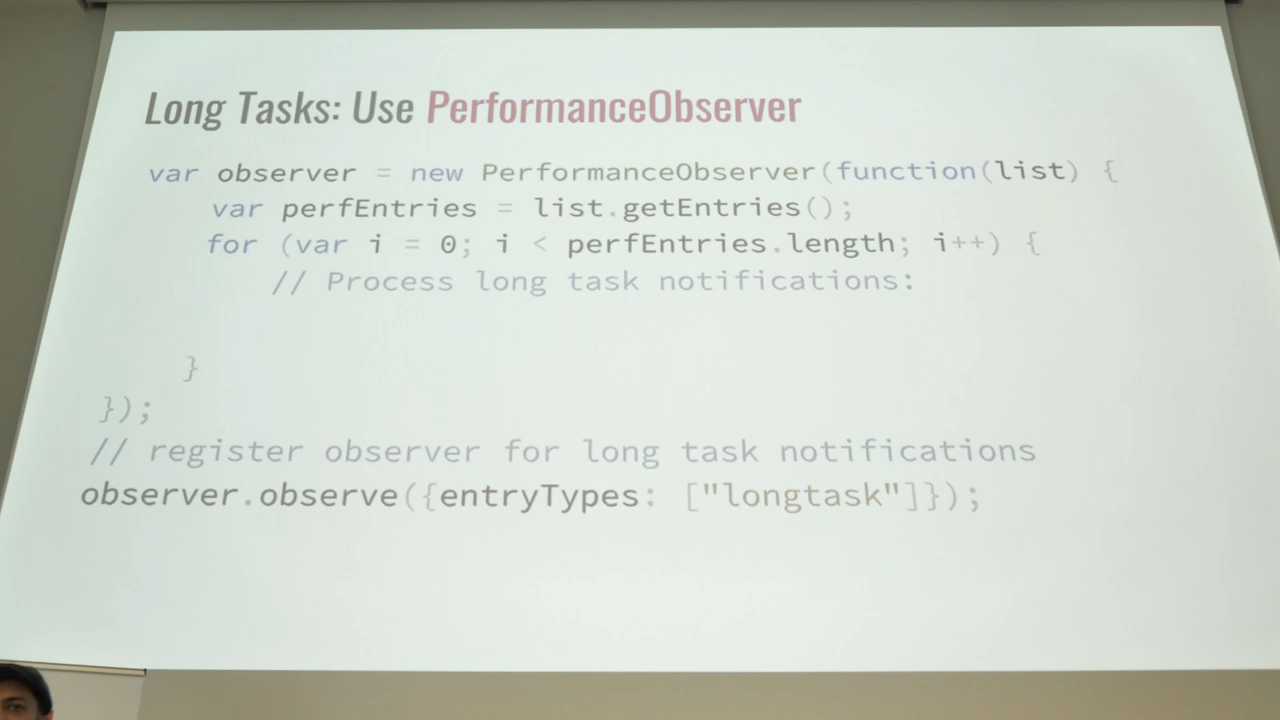 Long Tasks: Use PerformanceObserver
var observer = new PerformanceObserver(function(list) {
var perfEntries = list.getEntries();
for (var i = 0; i < perfEntries.length; i++) {
// Process long task notifications:
}
});
// register observer for long task notifications
observer.observe({entryTypes: ["longtask"]});